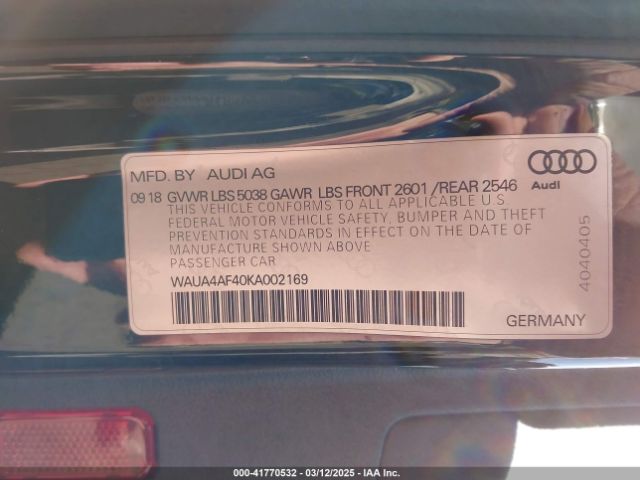 MFD. BY AUDI AG
09 18 GVWR LBS 5038 GAWR LBS FRONT 2601 /REAR 2546
THIS VEHICLE CONFORMS TO ALL APPLICABLE U.S.
FEDERAL MOTOR VEHICLE SAFETY, BUMPER AND THEFT
PREVENTION STANDARDS IN EFFECT ON THE DATE OF
MANUFACTURE SHOWN ABOVE
PASSENGER CAR
WAUA4AF40KA002169
Audi
4040405
GERMANY
000-41770532 - 03/12/2025 - IAA Inc.